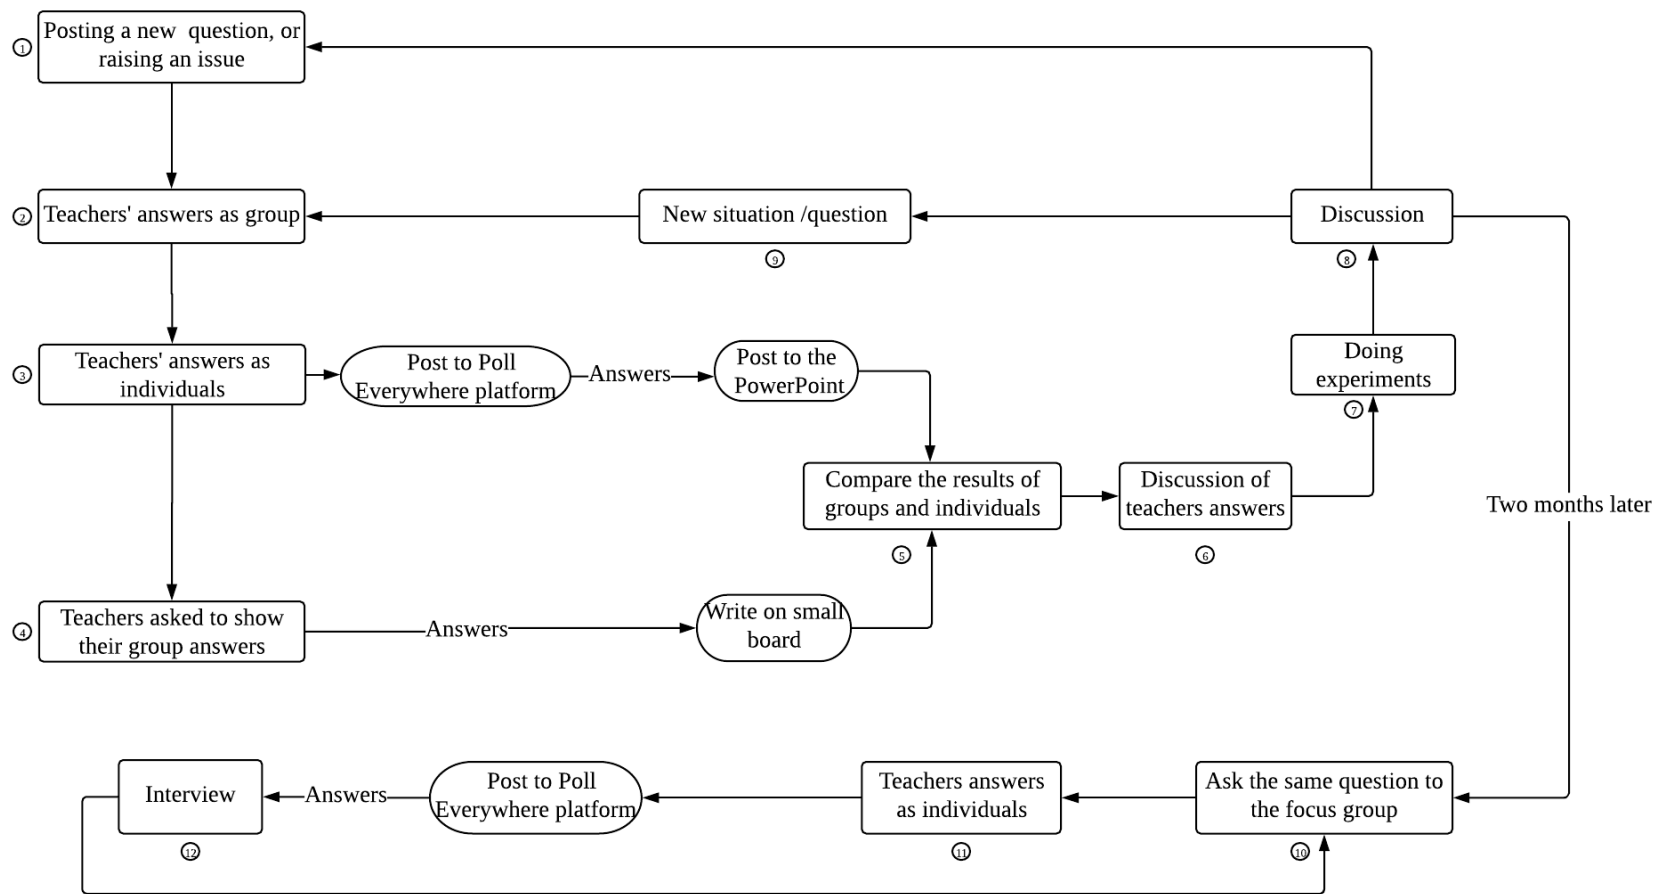 Posting a new question, or
raising an issue
1
2
Teachers' answers as group
New situation /question
9
Discussion
8
3
Teachers' answers as
individuals
Post to Poll
Everywhere platform
Answers
Post to the
PowerPoint
Doing
experiments
7
Compare the results of
groups and individuals
5
Discussion of
teachers answers
6
Two months later
4
Teachers asked to show
their group answers
Answers
Write on small
board
Interview
12
Answers
Post to Poll
Everywhere platform
Teachers answers
as individuals
11
Ask the same question to
the focus group
10